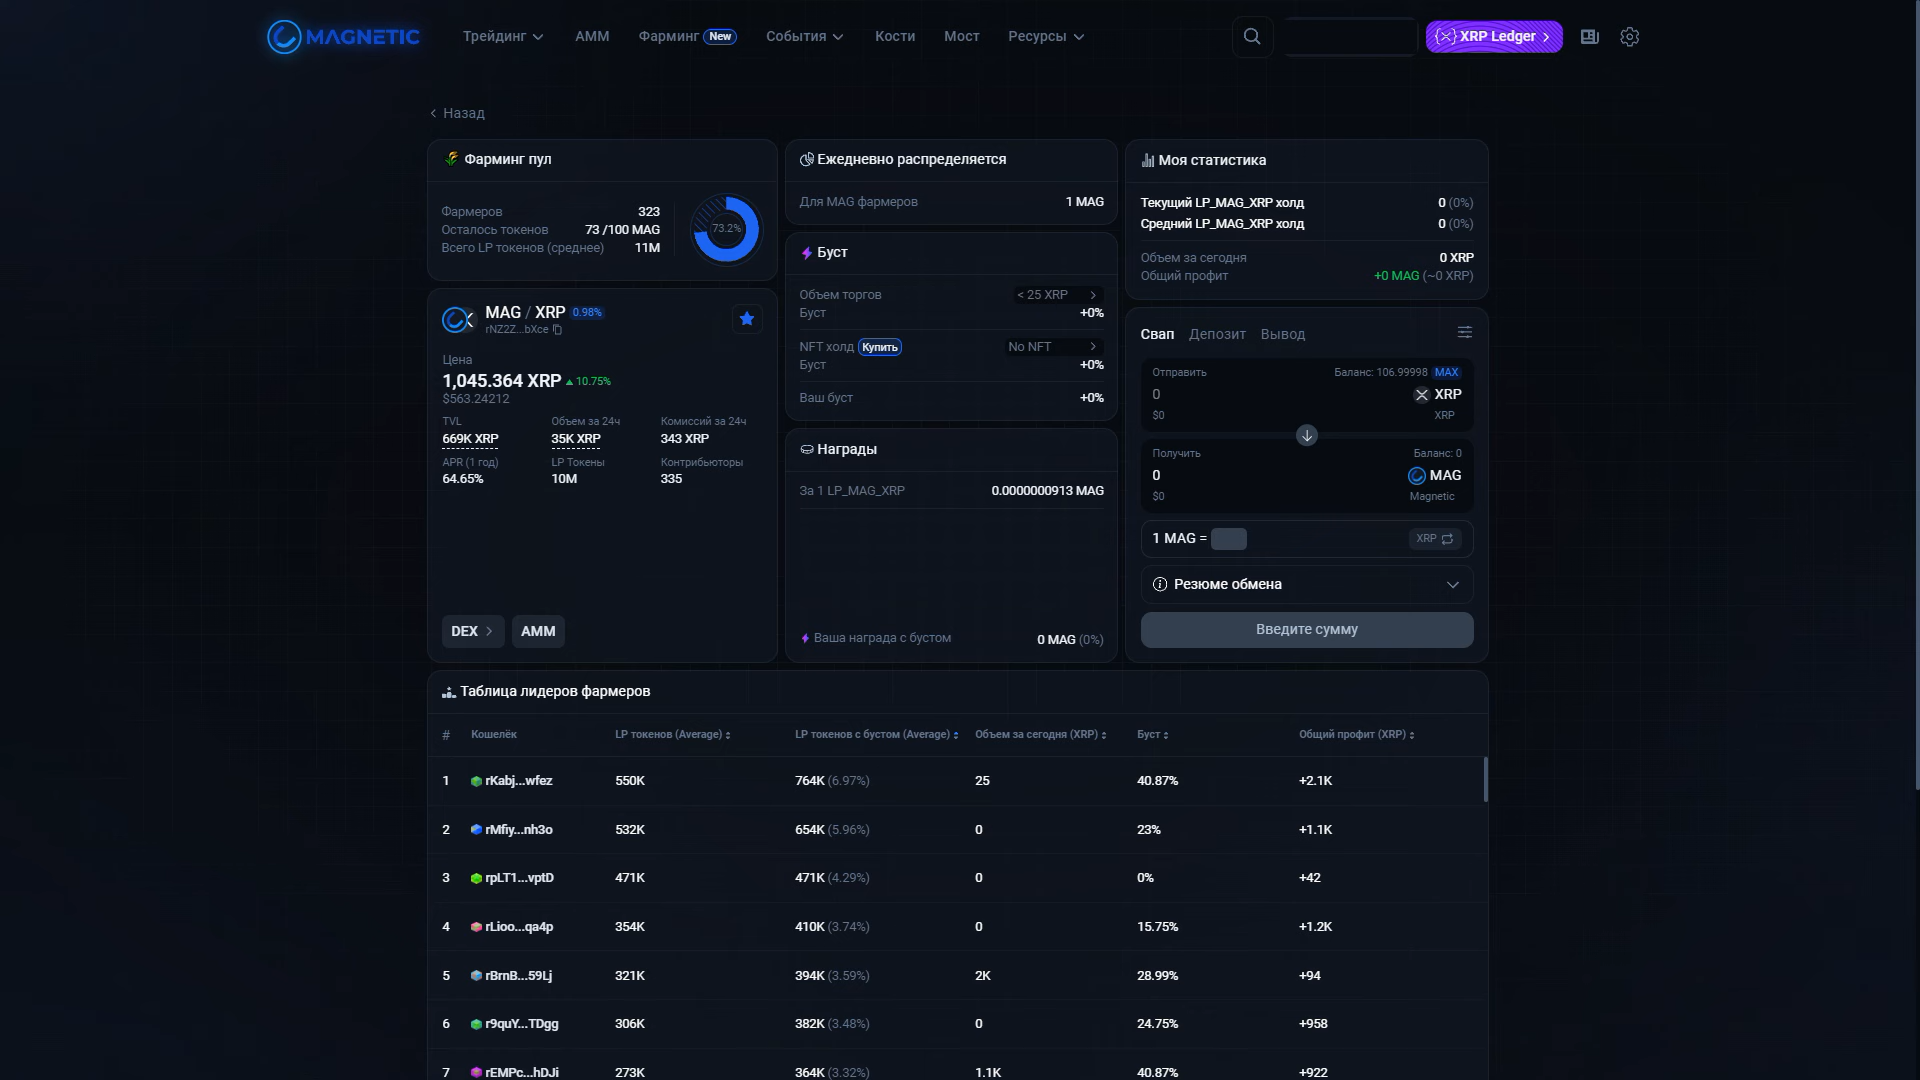 MAGNETIC
Трейдинг
AMM
Фарминг New
События
Кости
Мост
Ресурсы
XRP Ledger
Назад
Фарминг пул
Фармеров 323
Осталось токенов 73 /100 MAG
Всего LP токенов (среднее) 11M
73.2%
MAG / XRP 0.98%
rNZ2Z...bXce
Цена
1,045.364 XRP 10.75%
$563.24212
TVL Объем за 24ч Комиссий за 24ч
669K XRP 35K XRP 343 XRP
APR (1 год) LP Токены Контрибьюторы
64.65% 10M 335
DEX AMM
Ежедневно распределяется
Для MAG фармеров 1 MAG
Буст
Объем торгов < 25 XRP
Буст +0%
NFT холд Купить No NFT
Буст +0%
Ваш буст +0%
Награды
За 1 LP_MAG_XRP 0.0000000913 MAG
Ваша награда с бустом 0 MAG (0%)
Моя статистика
Текущий LP_MAG_XRP холд 0 (0%)
Средний LP_MAG_XRP холд 0 (0%)
Объем за сегодня 0 XRP
Общий профит +0 MAG (~0 XRP)
Свап Депозит Вывод
Отправить Баланс: 106.99998 MAX
0 XRP
$0 XRP
Получить Баланс: 0
0 MAG
$0 Magnetic
1 MAG = XRP
Резюме обмена
Введите сумму
Таблица лидеров фармеров
# Кошелёк LP токенов (Average) LP токенов с бустом (Average) Объем за сегодня (XRP) Буст Общий профит (XRP)
1 rKabj...wfez 550K 764K (6.97%) 25 40.87% +2.1K
2 rMfiy...nh3o 532K 654K (5.96%) 0 23% +1.1K
3 rpLT1...vptD 471K 471K (4.29%) 0 0% +42
4 rLioo...qa4p 354K 410K (3.74%) 0 15.75% +1.2K
5 rBrnB...59Lj 321K 394K (3.59%) 2K 28.99% +94
6 r9quY...TDgg 306K 382K (3.48%) 0 24.75% +958
7 rEMPc...hDJi 273K 364K (3.32%) 1.1K 40.87% +922